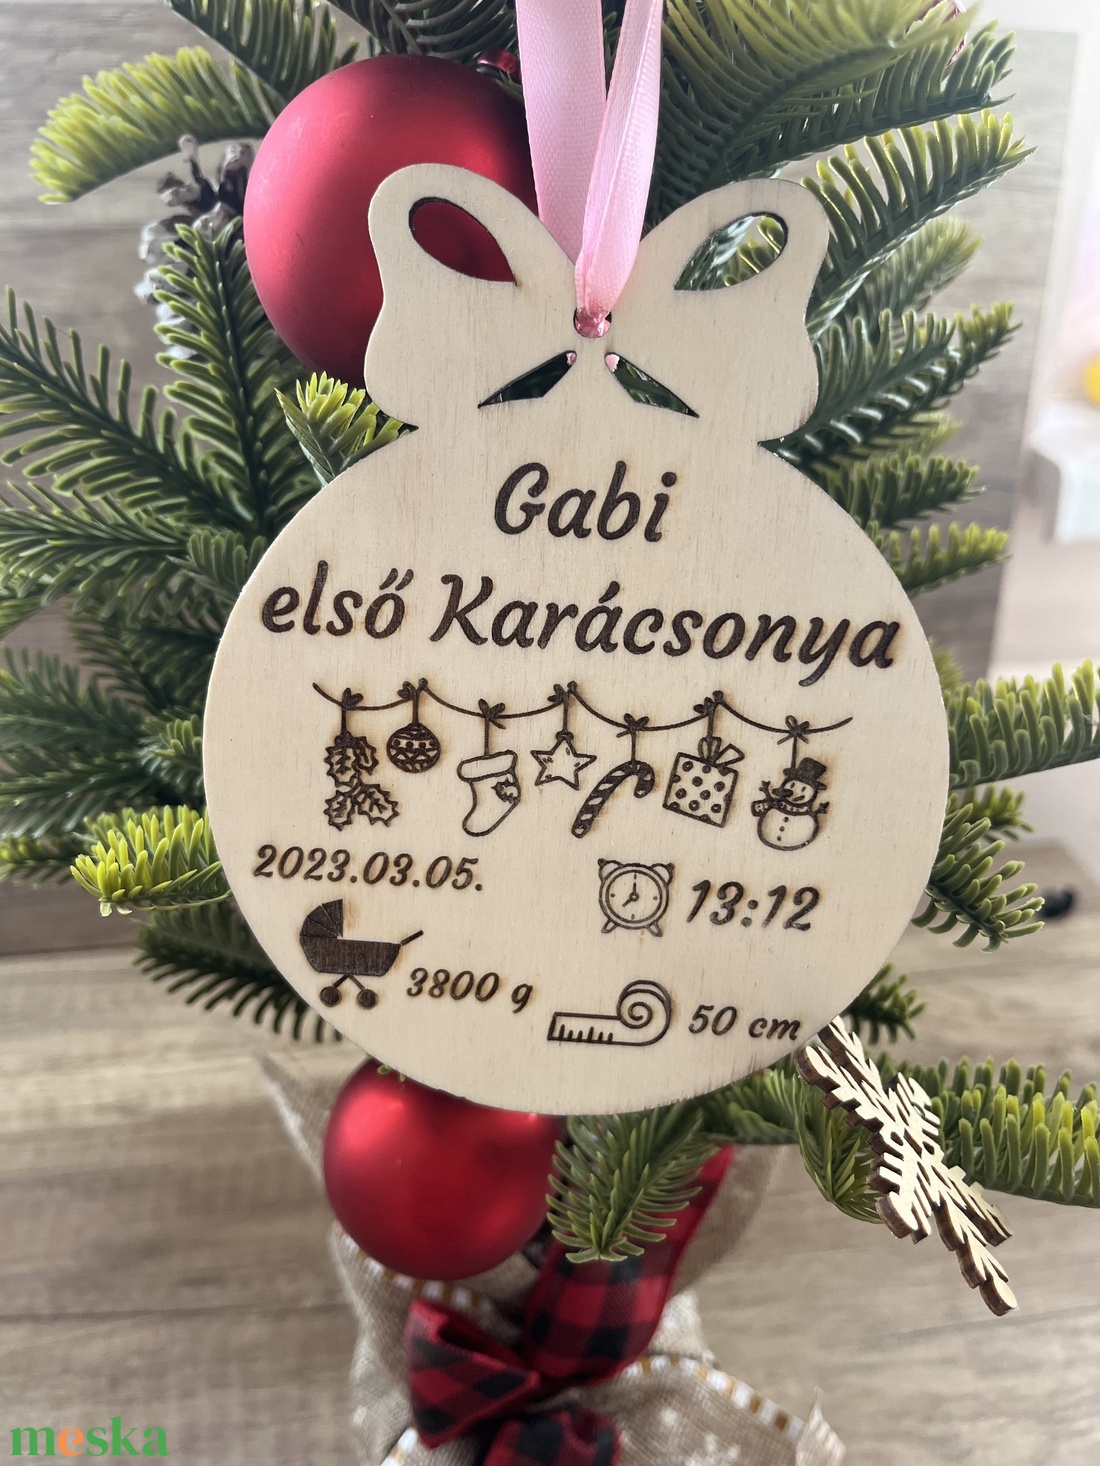 Gabi
első Karácsonya
2023.03.05.
13:12
3800 g
50 cm
meska